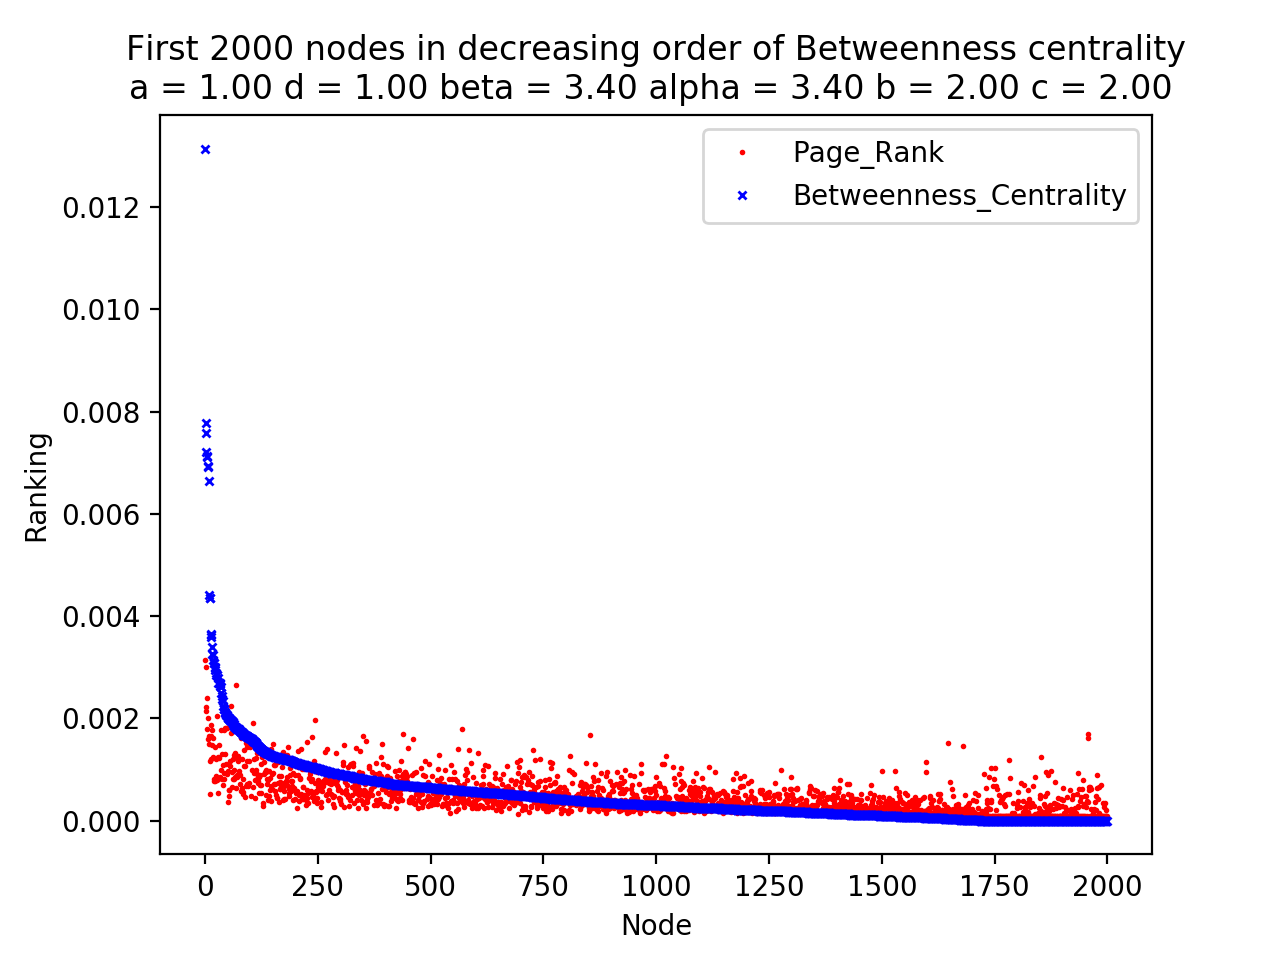 First 2000 nodes in decreasing order of Betweenness centrality
a = 1.00 d = 1.00 beta = 3.40 alpha = 3.40 b = 2.00 c = 2.00
Page_Rank
Betweenness_Centrality
0.012
0.010
0.008
0.006
0.004
0.002
0.000
Ranking
0 250 500 750 1000 1250 1500 1750 2000
Node